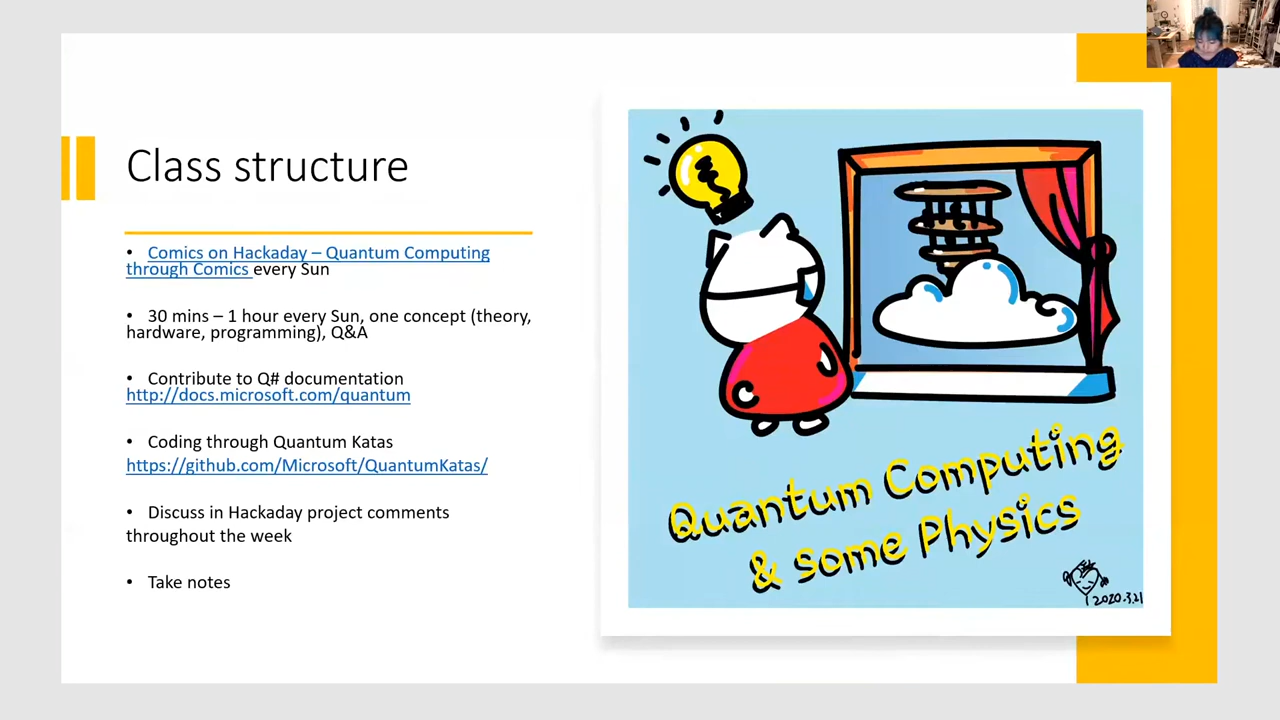 Class structure
• Comics on Hackaday – Quantum Computing
through Comics every Sun
• 30 mins – 1 hour every Sun, one concept (theory,
hardware, programming), Q&A
• Contribute to Q# documentation
http://docs.microsoft.com/quantum
• Coding through Quantum Katas
https://github.com/Microsoft/QuantumKatas/
• Discuss in Hackaday project comments
throughout the week
• Take notes
Quantum Computing
& some Physics
2020.3.21